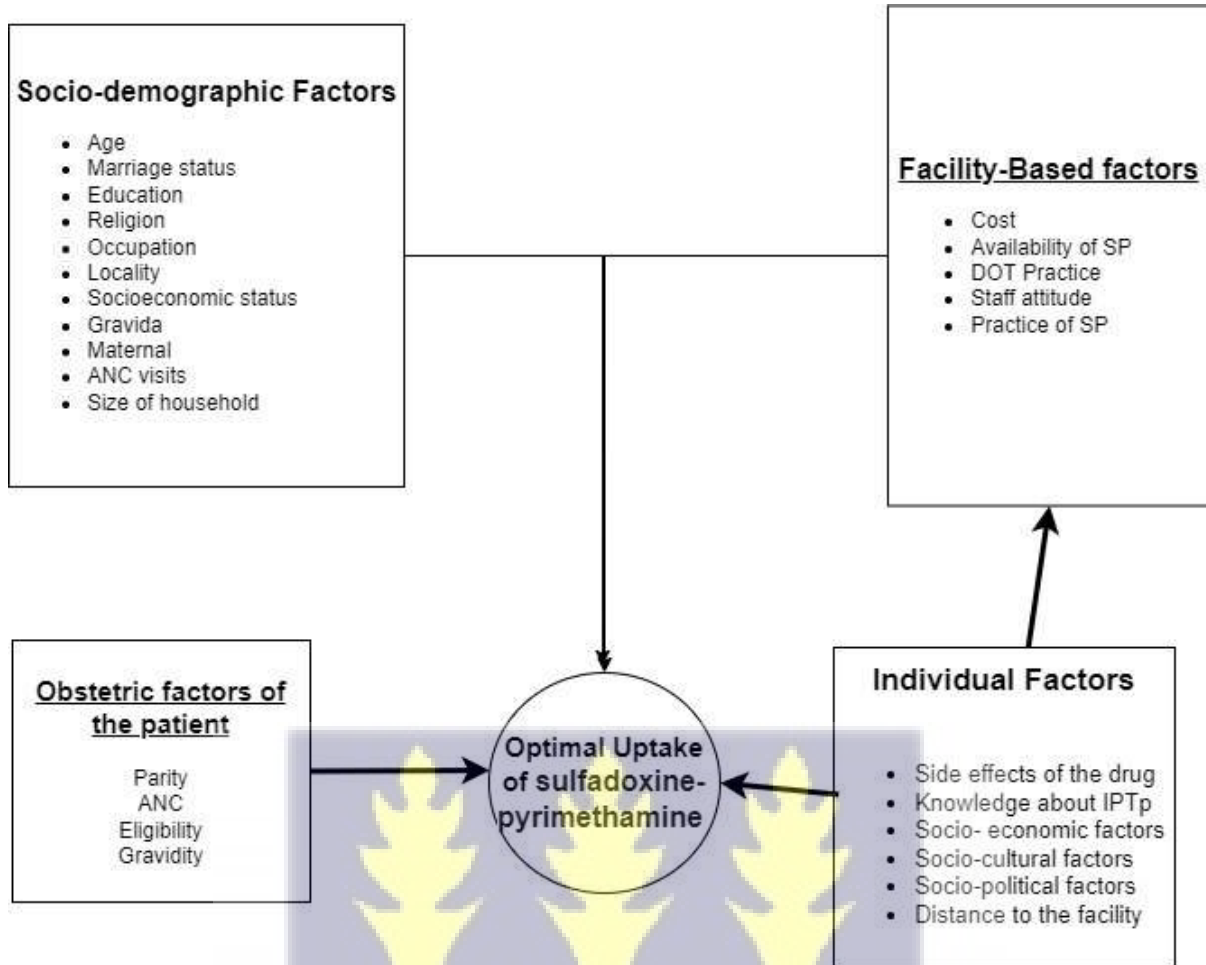 Socio-demographic Factors
• Age
• Marriage status
• Education
• Religion
• Occupation
• Locality
• Socioeconomic status
• Gravida
• Maternal
• ANC visits
• Size of household
Facility-Based factors
• Cost
• Availability of SP
• DOT Practice
• Staff attitude
• Practice of SP
Obstetric factors of
the patient
Parity
ANC
Eligibility
Gravidity
Optimal Uptake
of sulfadoxine-
pyrimethamine
Individual Factors
• Side effects of the drug
• Knowledge about IPTp
• Socio- economic factors
• Socio-cultural factors
• Socio-political factors
• Distance to the facility